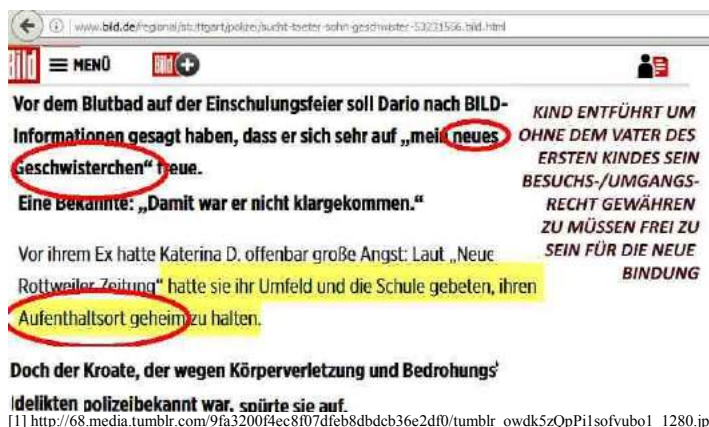 www.bild.de/regional/stuttgart/polizei/sucht-taeter-sohn-geschwister-53231556.bild.html
Bild MENÜ Bild +
Vor dem Blutbad auf der Einschulungsfeier soll Dario nach BILD-
Informationen gesagt haben, dass er sich sehr auf „mein neues
Geschwisterchen“ freue.
Eine Bekannte: „Damit war er nicht klargekommen.“
Vor ihrem Ex hatte Katerina D. offenbar große Angst: Laut „Neue
Rottweiler Zeitung“ hatte sie ihr Umfeld und die Schule gebeten, ihren
Aufenthaltsort geheim zu halten.
Doch der Kroate, der wegen Körperverletzung und Bedrohungs
delikten polizeibekannt war, spürte sie auf.
KIND ENTFÜHRT UM
OHNE DEM VATER DES
ERSTEN KINDES SEIN
BESUCHS-/UMGANGS-
RECHT GEWÄHREN
ZU MÜSSEN FREI ZU
SEIN FÜR DIE NEUE
BINDUNG
[1] http://68.media.tumblr.com/9fa3200f4ec8f07dfeb8dbdcb36e2df0/tumblr_owdk5zQpPi1sofvubo1_1280.jp